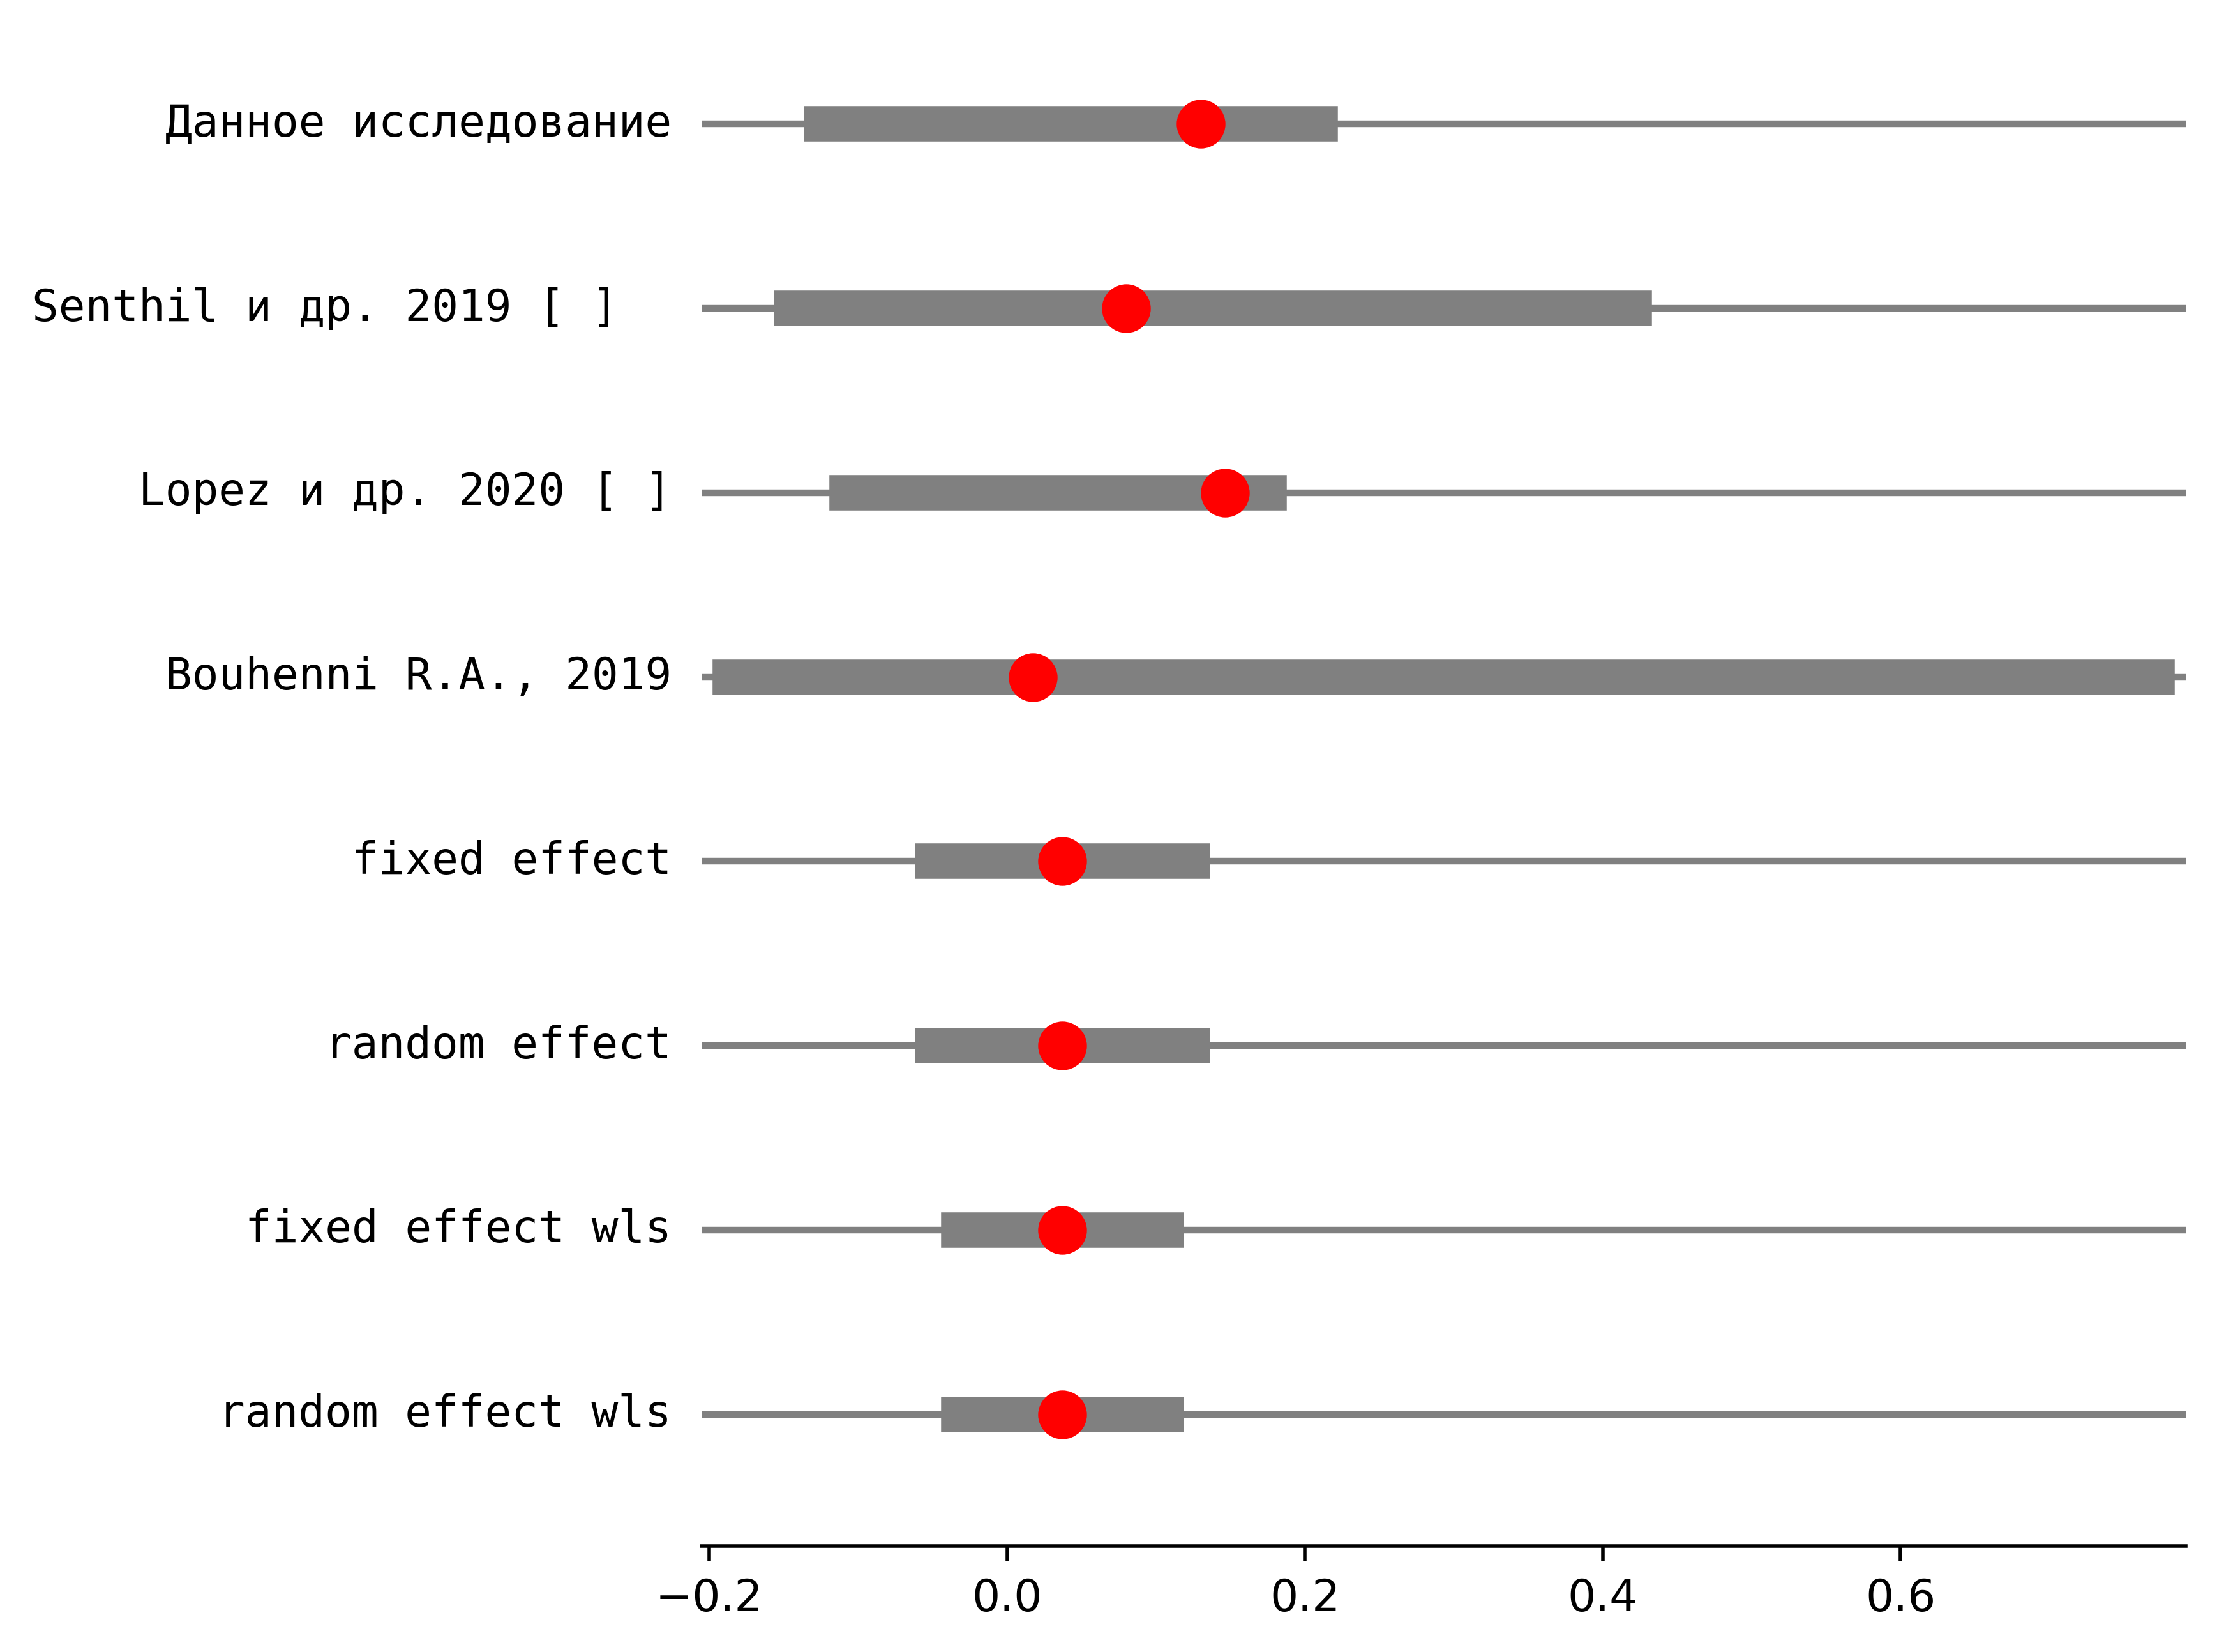 Данное исследование
Senthil и др. 2019 [ ]
Lopez и др. 2020 [ ]
Bouhenni R.A., 2019
fixed effect
random effect
fixed effect wls
random effect wls
−0.2 0.0 0.2 0.4 0.6